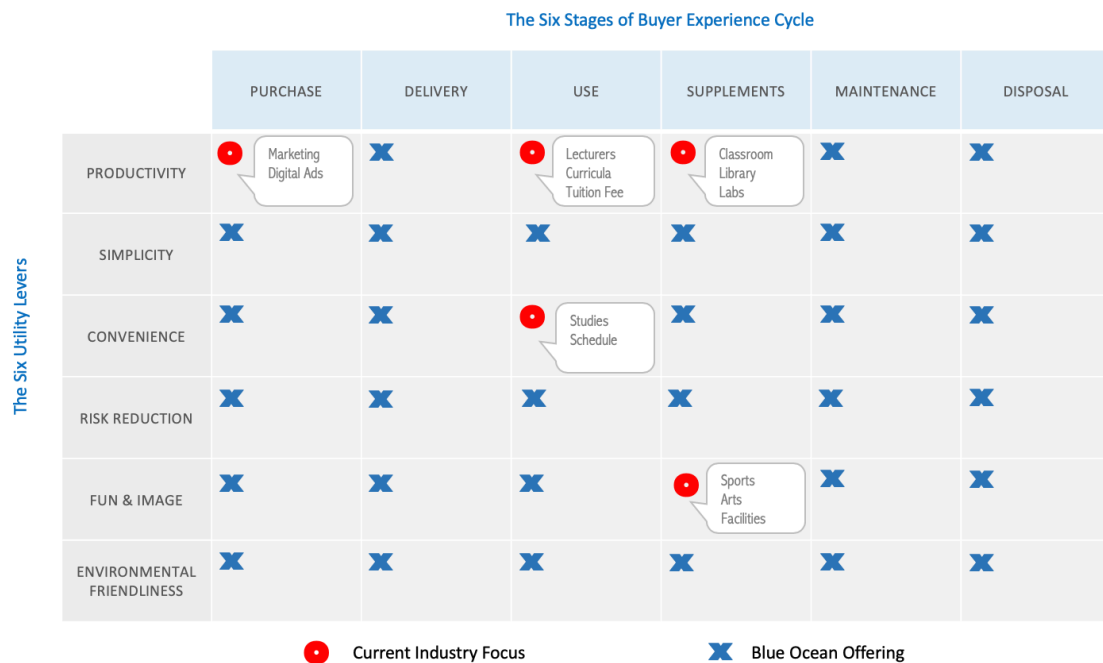 The Six Stages of Buyer Experience Cycle
PURCHASE
DELIVERY
USE
SUPPLEMENTS
MAINTENANCE
DISPOSAL
The Six Utility Levers
PRODUCTIVITY
Marketing
Digital Ads
Lecturers
Curricula
Tuition Fee
Classroom
Library
Labs
SIMPLICITY
CONVENIENCE
Studies
Schedule
RISK REDUCTION
FUN & IMAGE
Sports
Arts
Facilities
ENVIRONMENTAL
FRIENDLINESS
Current Industry Focus
Blue Ocean Offering